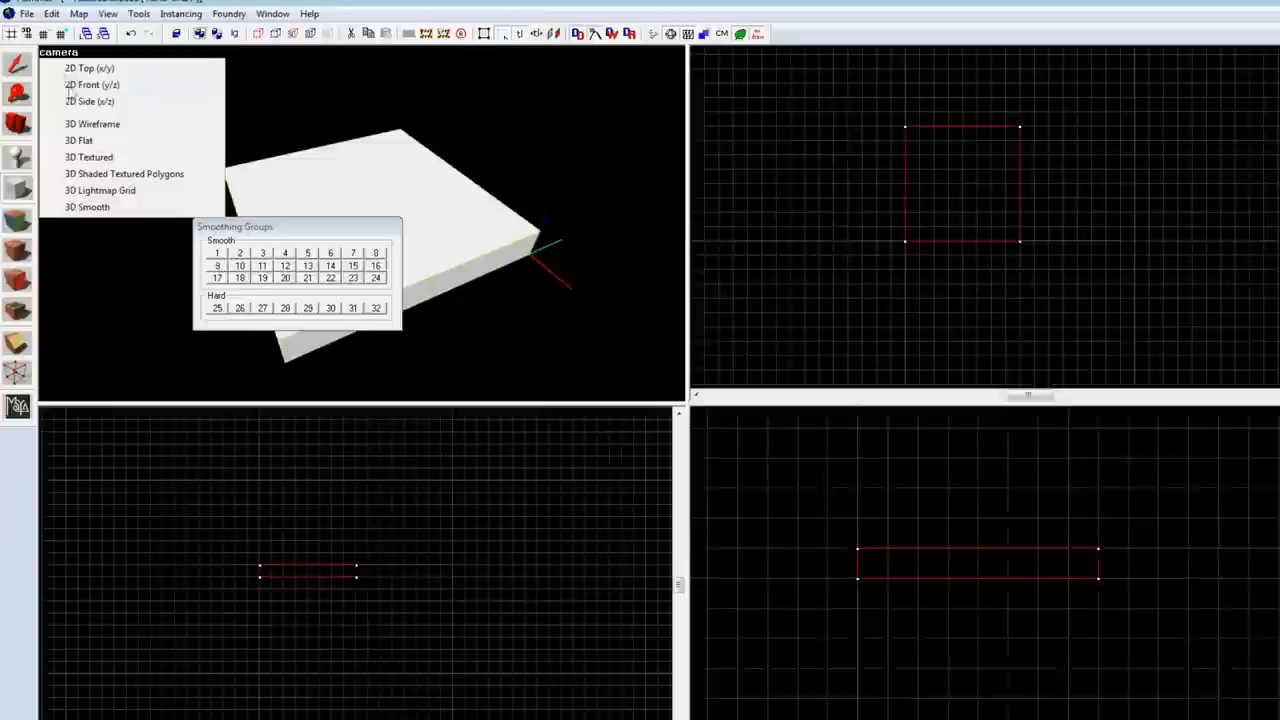 File Edit Map View Tools Instancing Foundry Window Help
CM
camera
2D Top (x/y)
2D Front (y/z)
2D Side (x/z)
3D Wireframe
3D Flat
3D Textured
3D Shaded Textured Polygons
3D Lightmap Grid
3D Smooth
Smoothing Groups
Smooth
1 2 3 4 5 6 7 8
9 10 11 12 13 14 15 16
17 18 19 20 21 22 23 24
Hard
25 26 27 28 29 30 31 32